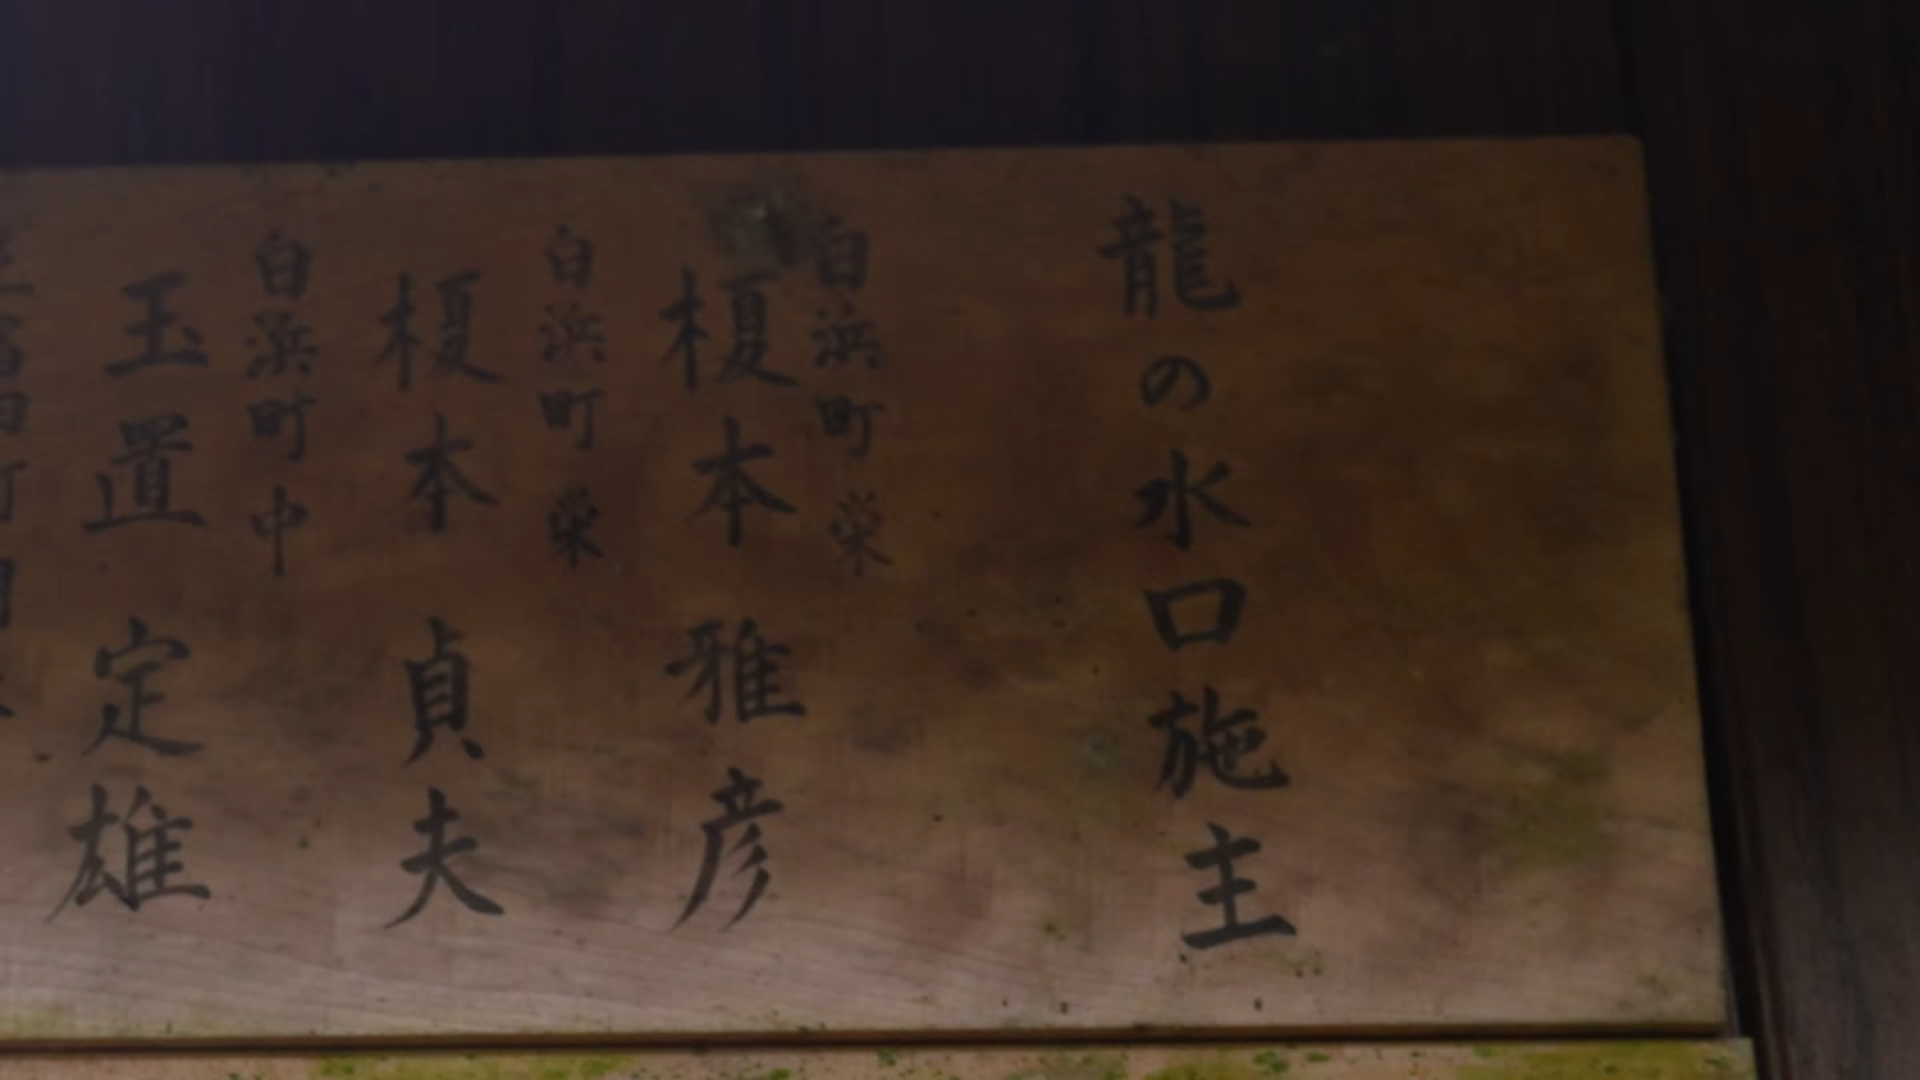 龍の水口施主
白浜町 栄
榎本 雅彦
白浜町 栄
榎本 貞夫
白浜町 中
玉置 定雄